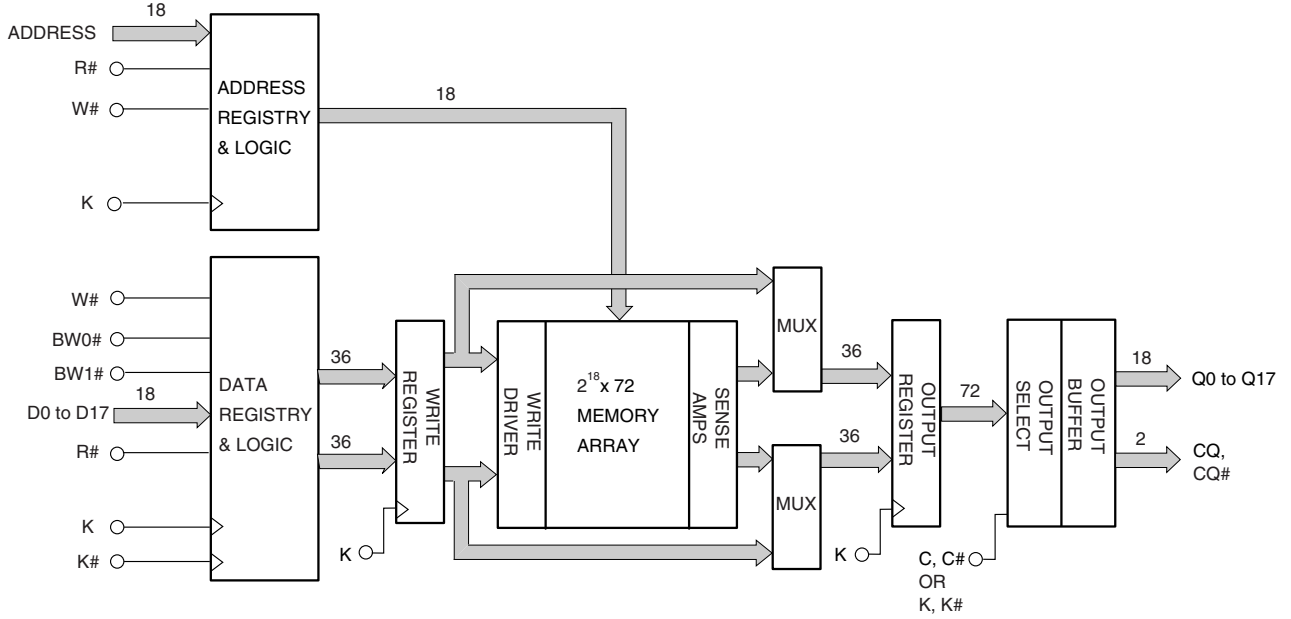 18
ADDRESS
R#
W#
K
ADDRESS
REGISTRY
& LOGIC
18
W#
BW0#
BW1#
18
D0 to D17
R#
K
K#
DATA
REGISTRY
& LOGIC
36
36
WRITE
REGISTER
K
WRITE
DRIVER
2^18 x 72
MEMORY
ARRAY
SENSE
AMPS
MUX
MUX
36
36
OUTPUT
REGISTER
K
72
OUTPUT
SELECT
OUTPUT
BUFFER
C, C#
OR
K, K#
18
Q0 to Q17
2
CQ,
CQ#